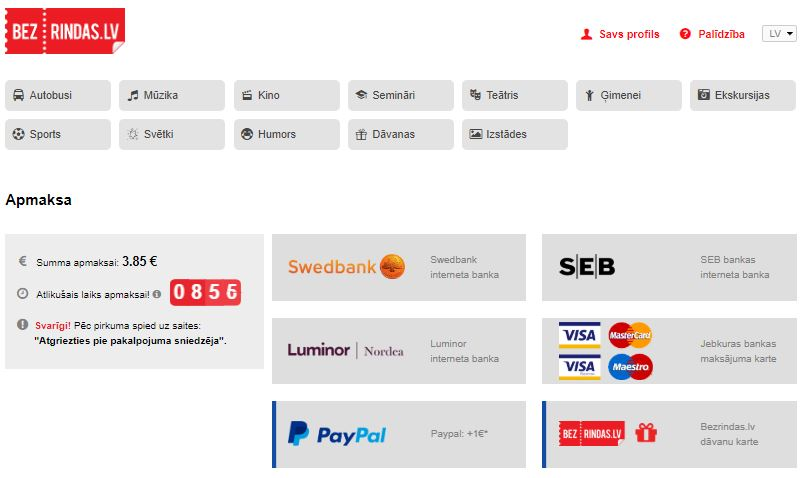 BEZ RINDAS.LV
Savs profils
Palīdzība
LV
Autobusi
Mūzika
Kino
Semināri
Teātris
Ģimenei
Ekskursijas
Sports
Svētki
Humors
Dāvanas
Izstādes
Apmaksa
€ Summa apmaksai: 3.85 €
Atlikušais laiks apmaksai! 0856
Svarīgi! Pēc pirkuma spied uz saites:
"Atgriezties pie pakalpojuma sniedzēja".
Swedbank
Swedbank
interneta banka
SEB
SEB bankas
interneta banka
Luminor | Nordea
Luminor
interneta banka
VISA MasterCard
VISA Maestro
Jebkuras bankas
maksājuma karte
PayPal
Paypal: +1€*
BEZ RINDAS.LV
Bezrindas.lv
dāvanu karte